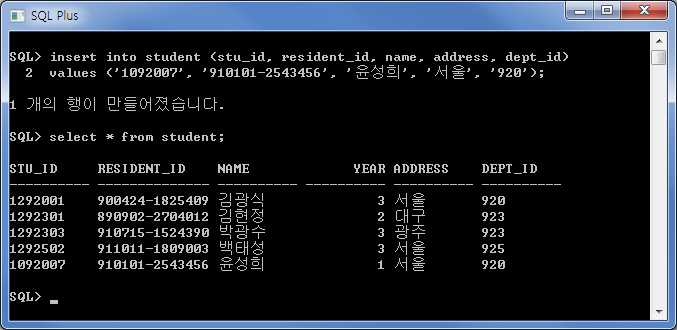 SQL Plus
SQL> insert into student (stu_id, resident_id, name, address, dept_id)
2 values ('1092007', '910101-2543456', '윤성희', '서울', '920');
1 개의 행이 만들어졌습니다.
SQL> select * from student;
STU_ID RESIDENT_ID NAME YEAR ADDRESS DEPT_ID
---------- -------------- ---------- ---------- ---------- ----------
1292001 900424-1825409 김광식 3 서울 920
1292301 890902-2704012 김현정 2 대구 923
1292303 910715-1524390 박광수 3 광주 923
1292502 911011-1809003 백태성 3 서울 925
1092007 910101-2543456 윤성희 1 서울 920
SQL> _